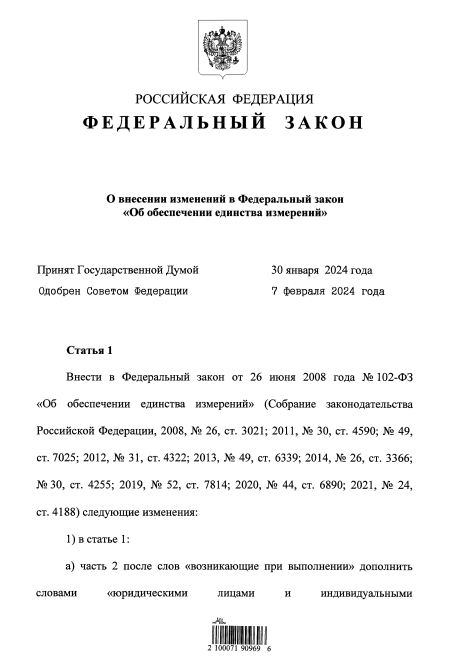 РОССИЙСКАЯ ФЕДЕРАЦИЯ
ФЕДЕРАЛЬНЫЙ ЗАКОН
О внесении изменений в Федеральный закон
«Об обеспечении единства измерений»
Принят Государственной Думой 30 января 2024 года
Одобрен Советом Федерации 7 февраля 2024 года
Статья 1
Внести в Федеральный закон от 26 июня 2008 года № 102-ФЗ
«Об обеспечении единства измерений» (Собрание законодательства
Российской Федерации, 2008, № 26, ст. 3021; 2011, № 30, ст. 4590; № 49,
ст. 7025; 2012, № 31, ст. 4322; 2013, № 49, ст. 6339; 2014, № 26, ст. 3366;
№ 30, ст. 4255; 2019, № 52, ст. 7814; 2020, № 44, ст. 6890; 2021, № 24,
ст. 4188) следующие изменения:
1) в статье 1:
а) часть 2 после слов «возникающие при выполнении» дополнить
словами «юридическими лицами и индивидуальными
2 100071 90969 6